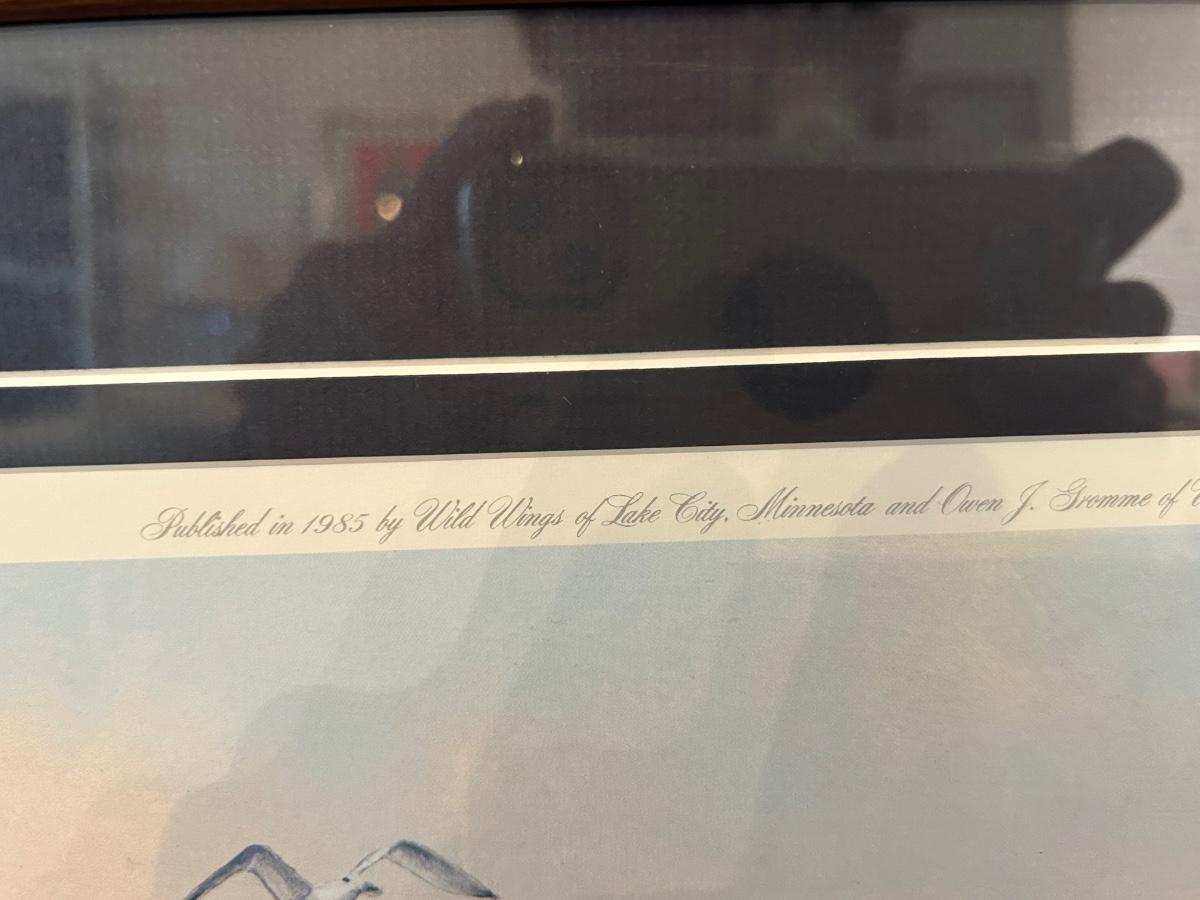 Published in 1985 by Wild Wings of Lake City, Minnesota and Owen J. Gromme of